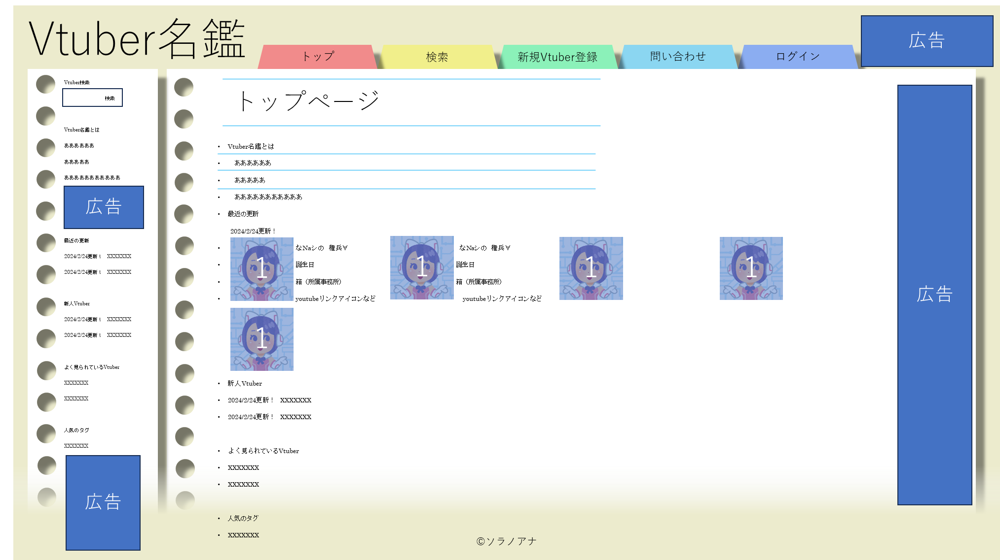 Vtuber名鑑
トップ
検索
新規Vtuber登録
問い合わせ
ログイン
広告
Vtuber検索
検索
Vtuber名鑑とは
ああああああ
あああああ
あああああああああああ
広告
最近の更新
2024/2/24更新！　XXXXXXX
2024/2/24更新！　XXXXXXX
新人Vtuber
2024/2/24更新！　XXXXXXX
2024/2/24更新！　XXXXXXX
よく見られているVtuber
XXXXXXX
XXXXXXX
人気のタグ
XXXXXXX
広告
トップページ
• Vtuber名鑑とは
• ああああああ
• あああああ
• あああああああああああ
• 最近の更新
2024/2/24更新！
• なNaシの　権兵∀　なNaシの　権兵∀
1 1 1 1
• 誕生日　誕生日
• 箱（所属事務所）　箱（所属事務所）
• youtubeリンクアイコンなど　youtubeリンクアイコンなど
1
• 新人Vtuber
• 2024/2/24更新！　XXXXXXX
• 2024/2/24更新！　XXXXXXX
• よく見られているVtuber
• XXXXXXX
• XXXXXXX
• 人気のタグ
• XXXXXXX
広告
©ソラノアナ